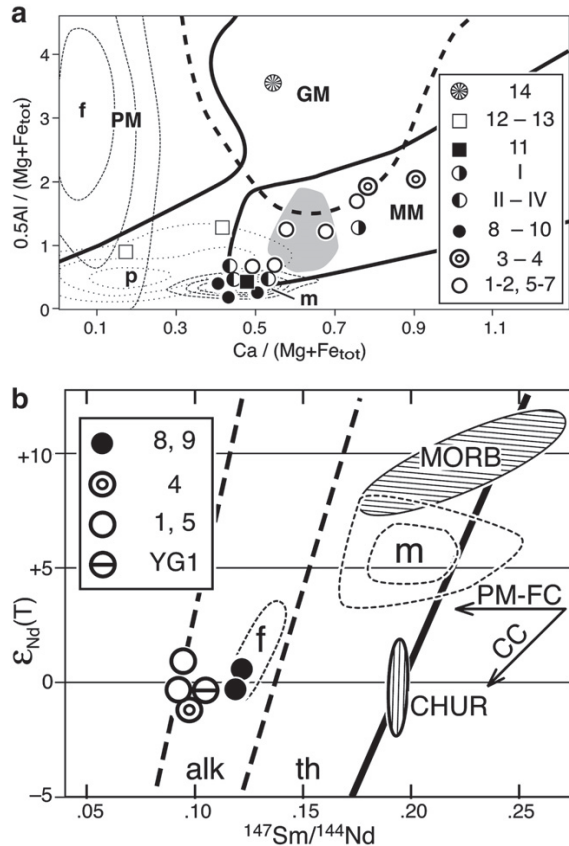 a
4
3
2
1
0
0.5Al / (Mg+Fetot)
f
PM
GM
MM
p
m
14
12 – 13
11
I
II – IV
8 – 10
3 – 4
1-2, 5-7
0.1 0.3 0.5 0.7 0.9 1.1
Ca / (Mg+Fetot)
b
+10
+5
0
−5
εNd(T)
8, 9
4
1, 5
YG1
MORB
m
f
PM-FC
CC
CHUR
alk
th
.05 .10 .15 .20 .25
¹⁴⁷Sm/¹⁴⁴Nd